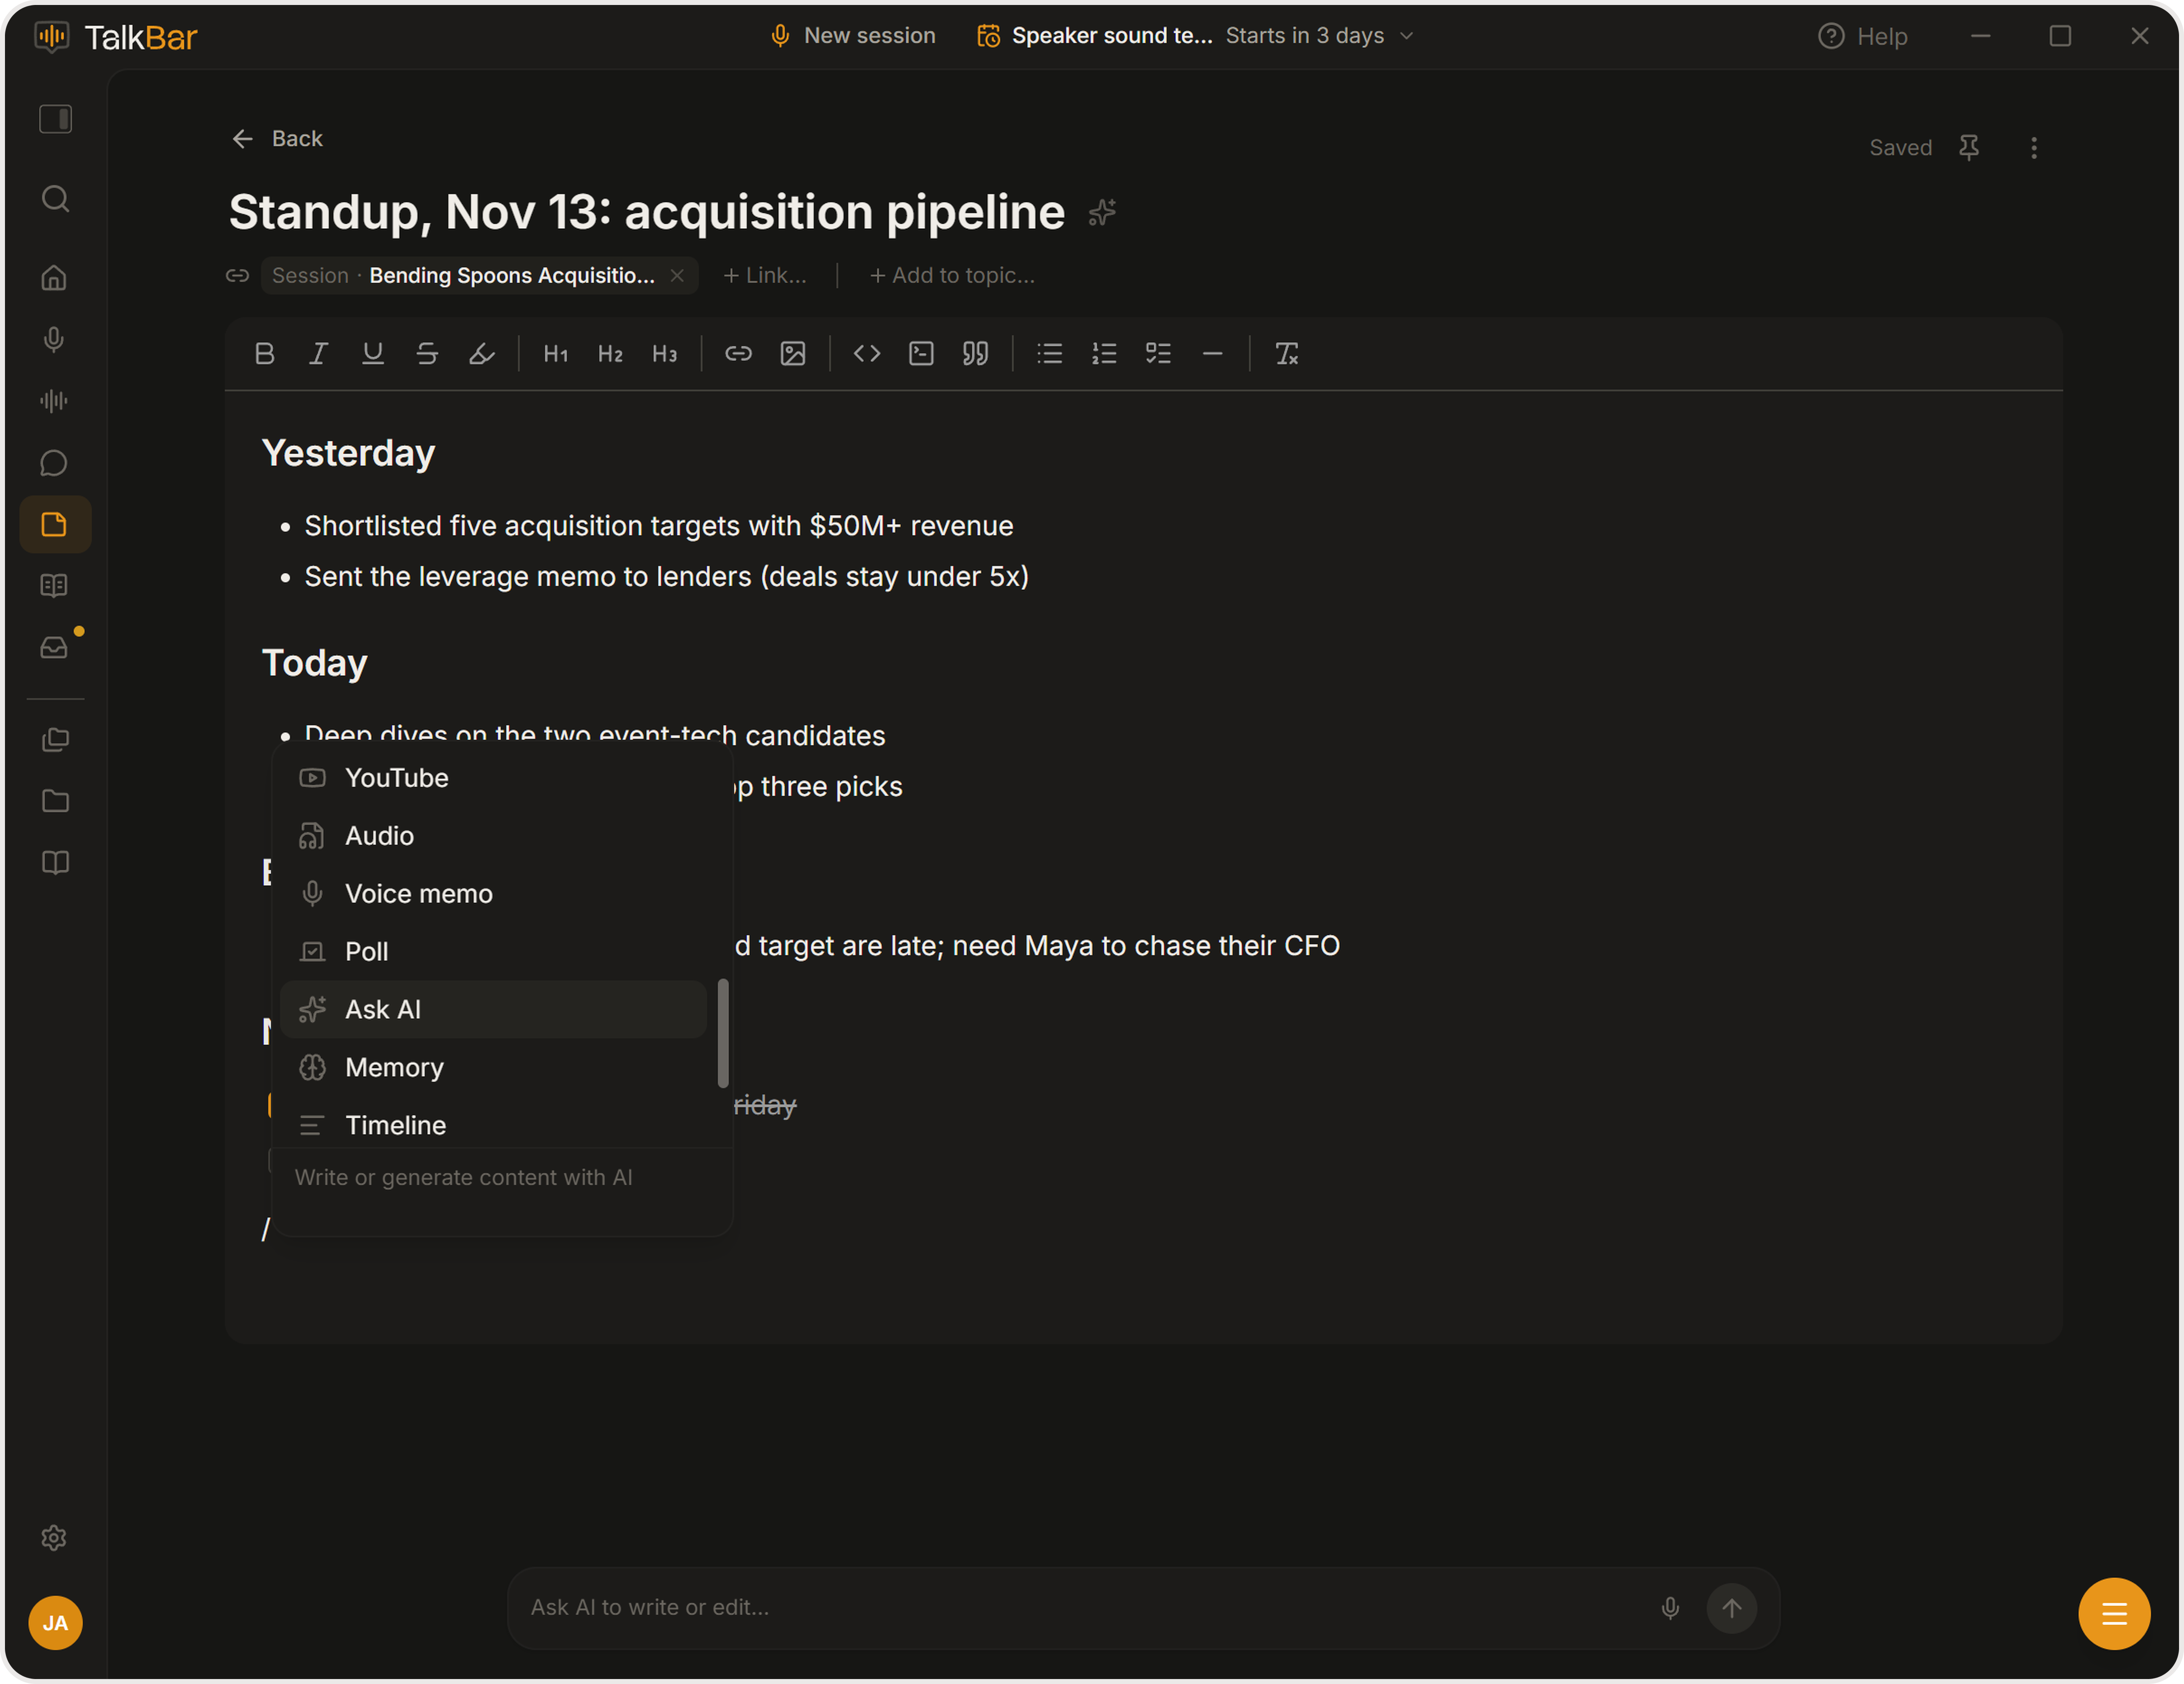 TalkBar
New session
Speaker sound te... Starts in 3 days
Help
Back
Saved
Standup, Nov 13: acquisition pipeline
Session · Bending Spoons Acquisitio...
+ Link...
+ Add to topic...
H1 H2 H3
Yesterday
• Shortlisted five acquisition targets with $50M+ revenue
• Sent the leverage memo to lenders (deals stay under 5x)
Today
• Deep dives on the two event-tech candidates
three picks
target are late; need Maya to chase their CFO
YouTube
Audio
Voice memo
Poll
Ask AI
Memory
Timeline
Write or generate content with AI
/
Ask AI to write or edit...
JA